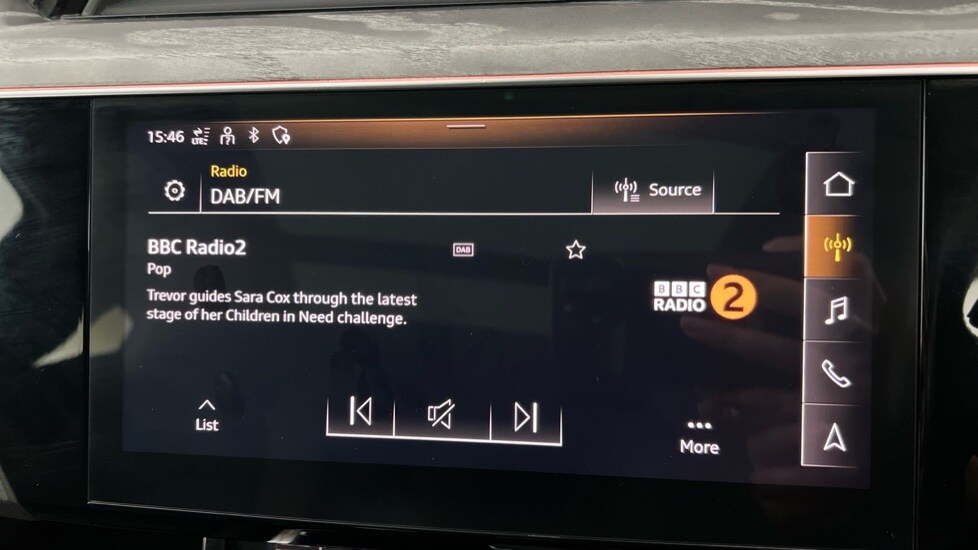 15:46 LTE
Radio
DAB/FM
Source
BBC Radio2
DAB
Pop
Trevor guides Sara Cox through the latest
stage of her Children in Need challenge.
BBC
RADIO 2
List
More